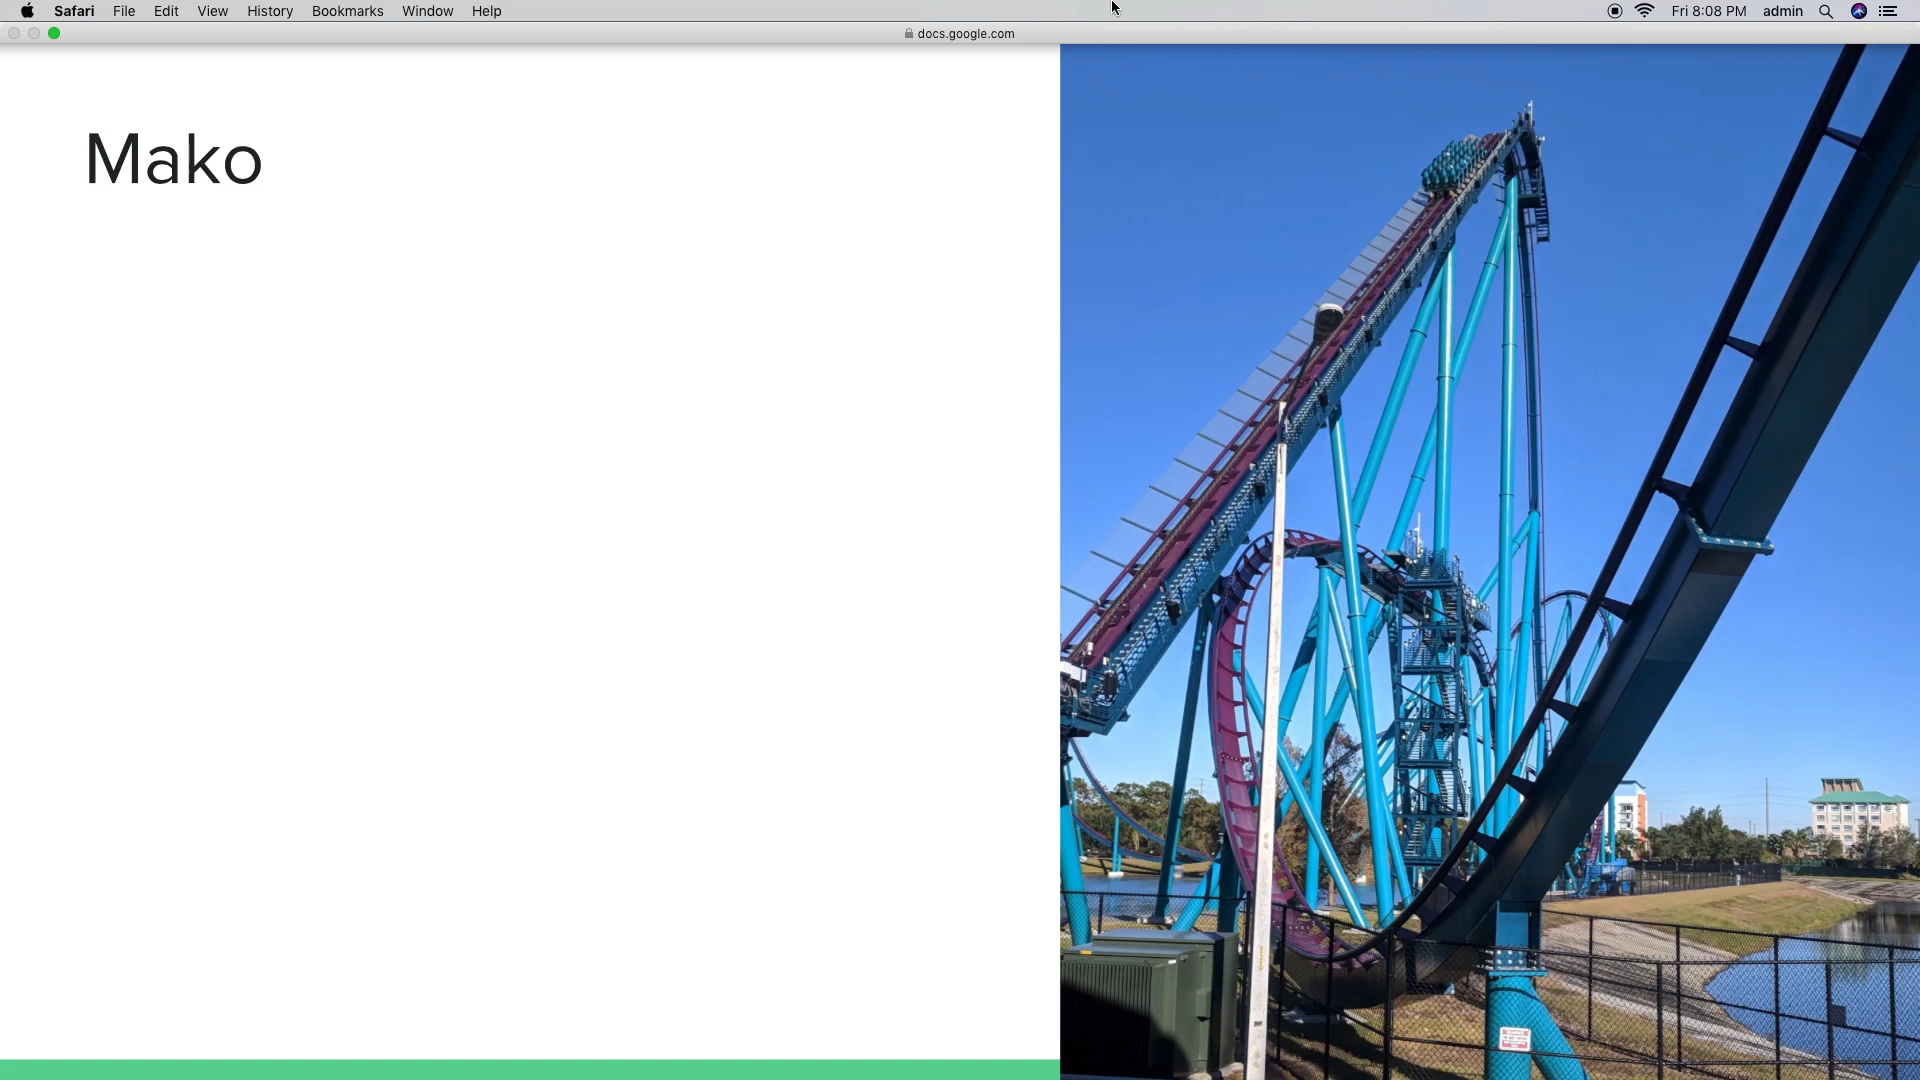 Safari File Edit View History Bookmarks Window Help Fri 8:08 PM admin
docs.google.com
Mako